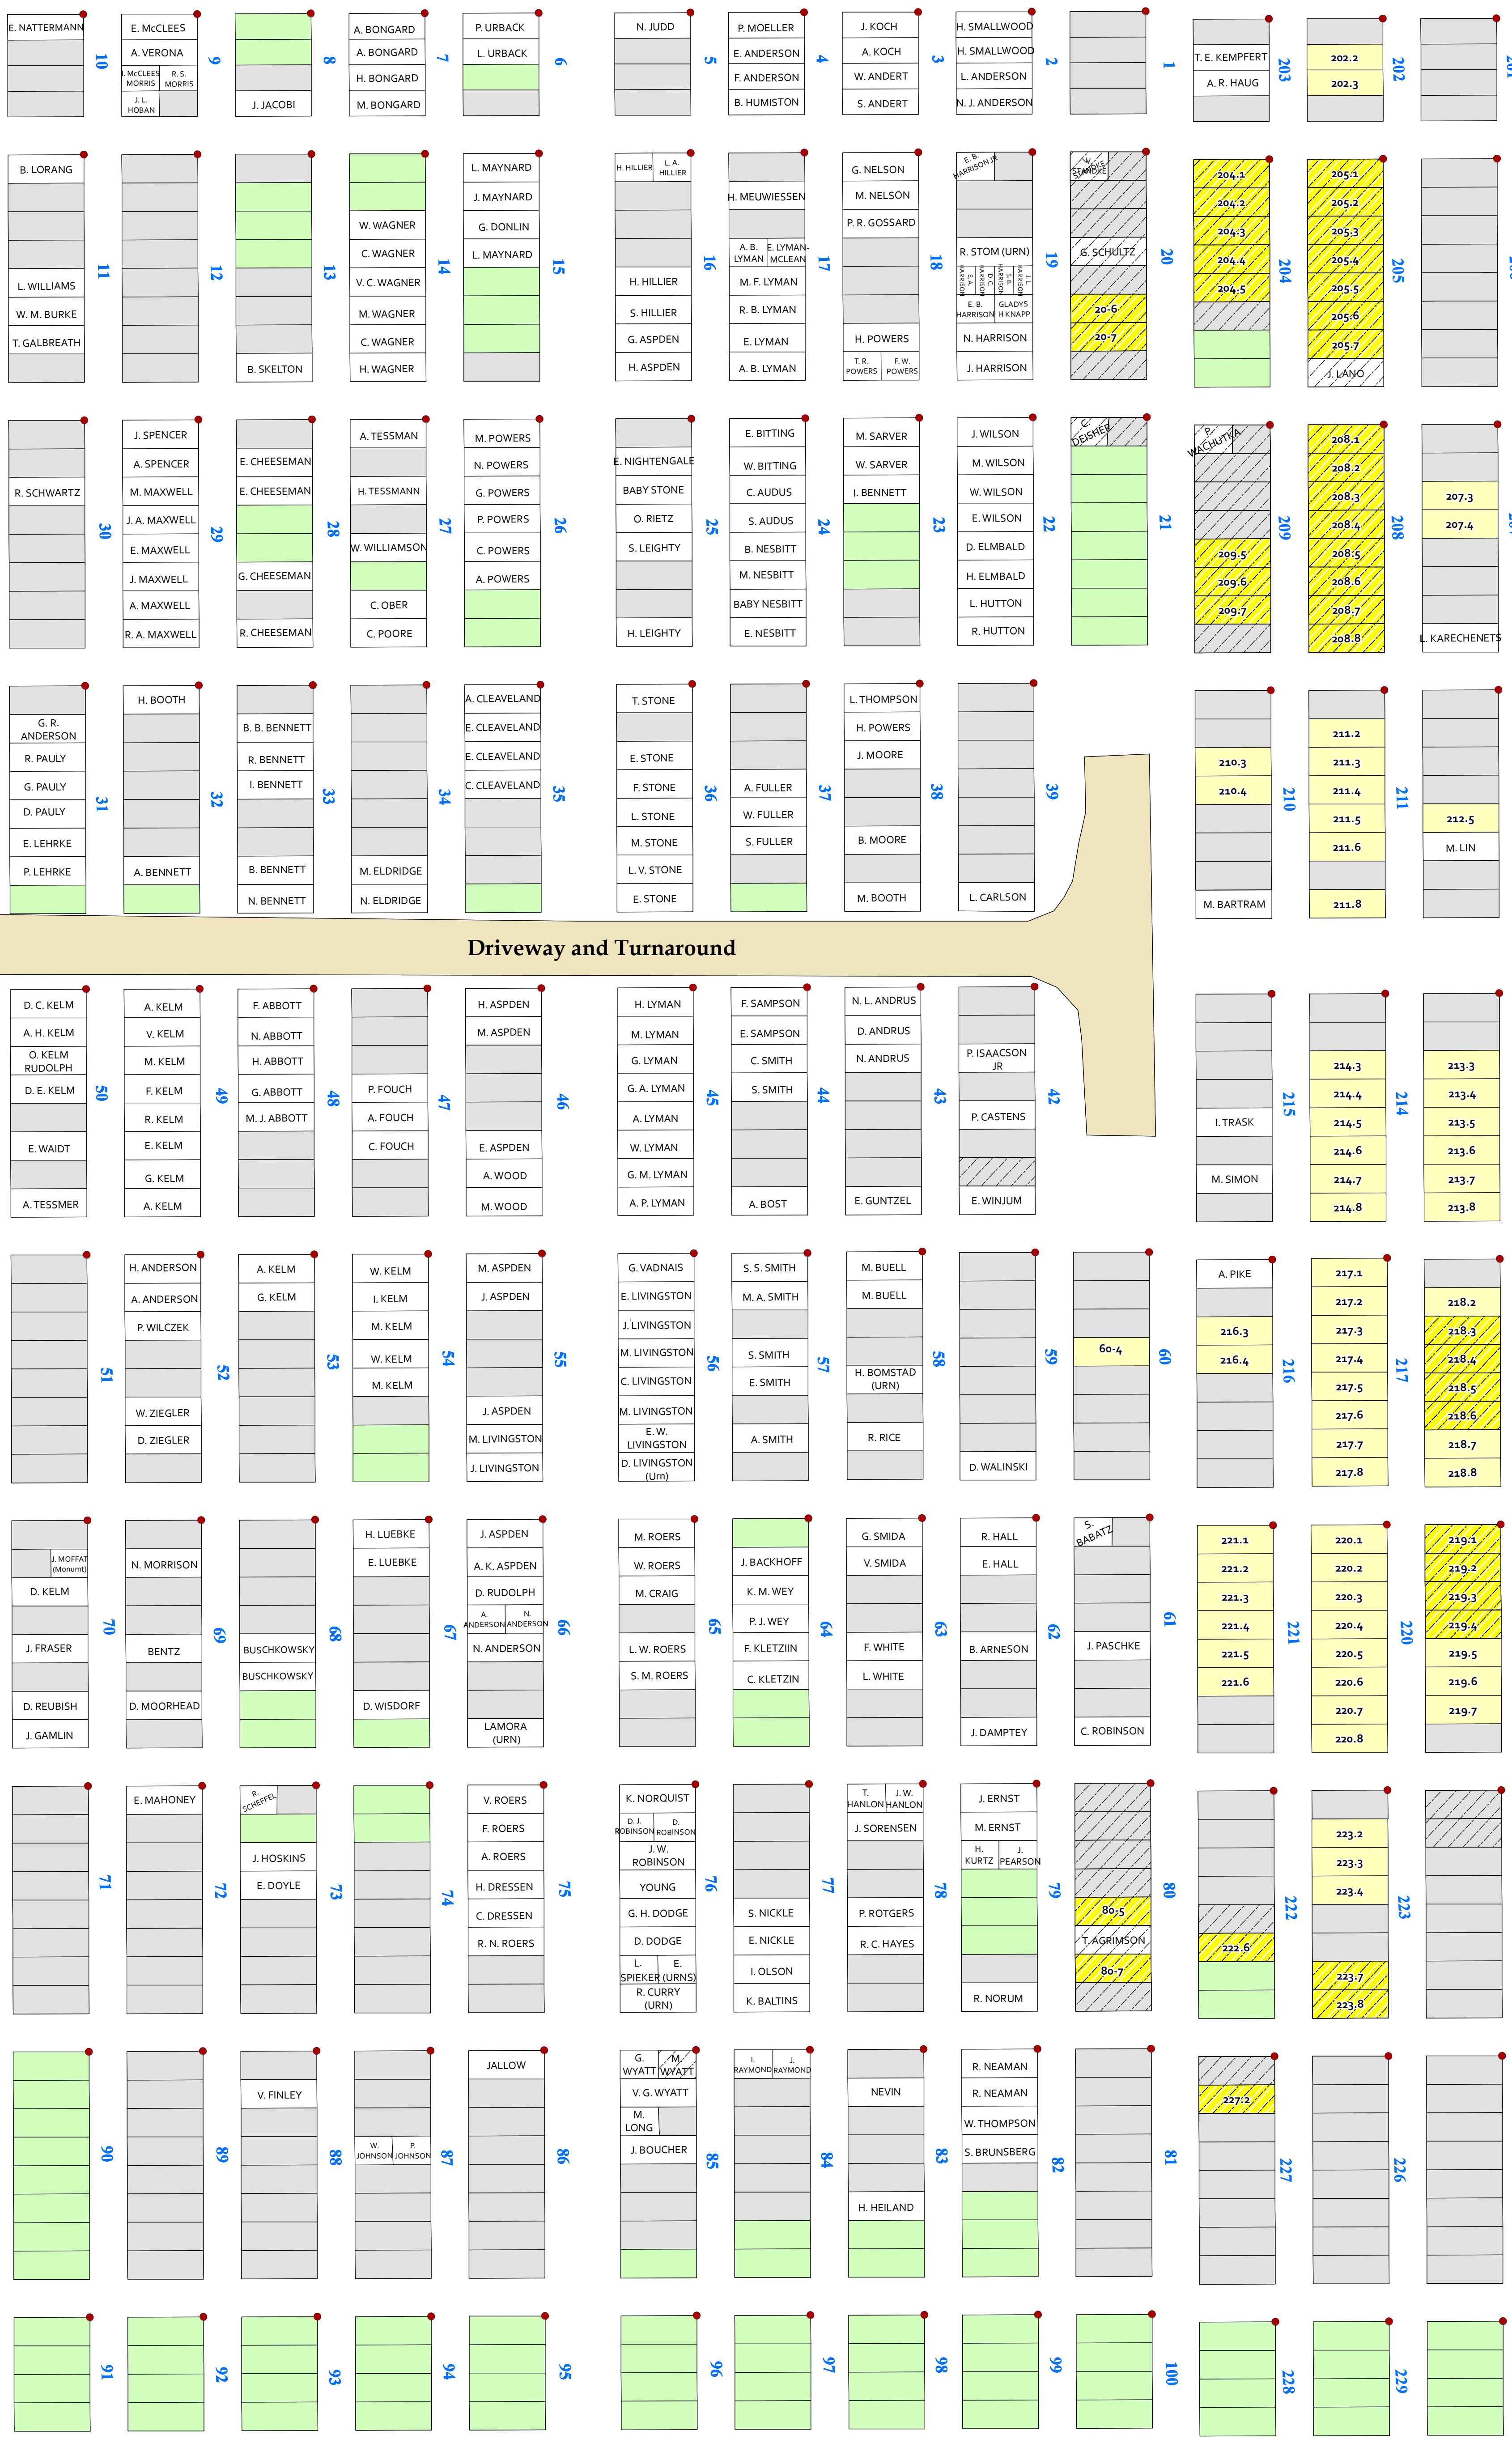 E. NATTERMANN
10
E. McCLEES
A. VERONA
R. S.
MORRIS
MORRIS
J. L.
HOBAN
9
J. JACOBI
8
A. BONGARD
A. BONGARD
H. BONGARD
M. BONGARD
7
P. URBACK
L. URBACK
6
N. JUDD
5
P. MOELLER
E. ANDERSON
F. ANDERSON
B. HUMISTON
4
J. KOCH
A. KOCH
W. ANDERT
S. ANDERT
3
H. SMALLWOOD
H. SMALLWOOD
L. ANDERSON
N. J. ANDERSON
2
1
T. E. KEMPFERT
A. R. HAUG
203
202.2
202.3
202
B. LORANG
L. WILLIAMS
W. M. BURKE
T. GALBREATH
11
12
B. SKELTON
13
W. WAGNER
C. WAGNER
V. C. WAGNER
M. WAGNER
C. WAGNER
H. WAGNER
14
L. MAYNARD
J. MAYNARD
G. DONLIN
L. MAYNARD
15
H. HILLIER
L. A.
HILLIER
H. HILLIER
S. HILLIER
G. ASPDEN
H. ASPDEN
16
H. MEUWIESSEN
A. B.
LYMAN
E. LYMAN-
MCLEAN
M. F. LYMAN
R. B. LYMAN
E. LYMAN
A. B. LYMAN
17
G. NELSON
M. NELSON
P. R. GOSSARD
H. POWERS
T. R.
POWERS
F. W.
POWERS
18
E. B.
HARRISON JR
R. STOM (URN)
HARRISON
S. A.
HARRISON
D. C.
HARRISON
S. B.
HARRISON
J. L.
E. B.
HARRISON
GLADYS
H KNAPP
N. HARRISON
J. HARRISON
19
STANDKE
G. SCHULTZ
20-6
20-7
20
204.1
204.2
204.3
204.4
204.5
204
205.1
205.2
205.3
205.4
205.5
205.6
205.7
J. LANO
205
R. SCHWARTZ
30
J. SPENCER
A. SPENCER
M. MAXWELL
J. A. MAXWELL
E. MAXWELL
J. MAXWELL
A. MAXWELL
R. A. MAXWELL
29
E. CHEESEMAN
E. CHEESEMAN
G. CHEESEMAN
R. CHEESEMAN
28
A. TESSMAN
H. TESSMANN
W. WILLIAMSON
C. OBER
C. POORE
27
M. POWERS
N. POWERS
G. POWERS
P. POWERS
C. POWERS
A. POWERS
26
E. NIGHTENGALE
BABY STONE
O. RIETZ
S. LEIGHTY
H. LEIGHTY
25
E. BITTING
W. BITTING
C. AUDUS
S. AUDUS
B. NESBITT
M. NESBITT
BABY NESBITT
E. NESBITT
24
M. SARVER
W. SARVER
I. BENNETT
23
J. WILSON
M. WILSON
W. WILSON
E. WILSON
D. ELMBALD
H. ELMBALD
L. HUTTON
R. HUTTON
22
C.
DEISHER
21
P.
WACHUTKA
209.5
209.6
209.7
209
208.1
208.2
208.3
208.4
208.5
208.6
208.7
208.8
208
207.3
207.4
L. KARECHENETS
G. R.
ANDERSON
R. PAULY
G. PAULY
D. PAULY
E. LEHRKE
P. LEHRKE
31
H. BOOTH
A. BENNETT
32
B. B. BENNETT
R. BENNETT
I. BENNETT
B. BENNETT
N. BENNETT
33
M. ELDRIDGE
N. ELDRIDGE
34
A. CLEAVELAND
E. CLEAVELAND
E. CLEAVELAND
C. CLEAVELAND
35
T. STONE
E. STONE
F. STONE
L. STONE
M. STONE
L. V. STONE
E. STONE
36
A. FULLER
W. FULLER
S. FULLER
37
L. THOMPSON
H. POWERS
J. MOORE
B. MOORE
M. BOOTH
38
L. CARLSON
39
210.3
210.4
M. BARTRAM
210
211.2
211.3
211.4
211.5
211.6
211.8
211
212.5
M. LIN
Driveway and Turnaround
D. C. KELM
A. H. KELM
O. KELM
RUDOLPH
D. E. KELM
E. WAIDT
A. TESSMER
50
A. KELM
V. KELM
M. KELM
F. KELM
R. KELM
E. KELM
G. KELM
A. KELM
49
F. ABBOTT
N. ABBOTT
H. ABBOTT
G. ABBOTT
M. J. ABBOTT
48
P. FOUCH
A. FOUCH
C. FOUCH
47
H. ASPDEN
M. ASPDEN
E. ASPDEN
A. WOOD
M. WOOD
46
H. LYMAN
M. LYMAN
G. LYMAN
G. A. LYMAN
A. LYMAN
W. LYMAN
G. M. LYMAN
A. P. LYMAN
45
F. SAMPSON
E. SAMPSON
C. SMITH
S. SMITH
A. BOST
44
N. L. ANDRUS
D. ANDRUS
N. ANDRUS
E. GUNTZEL
43
P. ISAACSON
JR
P. CASTENS
E. WINJUM
42
I. TRASK
M. SIMON
215
214.3
214.4
214.5
214.6
214.7
214.8
214
213.3
213.4
213.5
213.6
213.7
213.8
51
H. ANDERSON
A. ANDERSON
P. WILCZEK
W. ZIEGLER
D. ZIEGLER
52
A. KELM
G. KELM
53
W. KELM
I. KELM
M. KELM
W. KELM
M. KELM
54
M. ASPDEN
J. ASPDEN
J. ASPDEN
M. LIVINGSTON
J. LIVINGSTON
55
G. VADNAIS
E. LIVINGSTON
J. LIVINGSTON
M. LIVINGSTON
C. LIVINGSTON
M. LIVINGSTON
E. W.
LIVINGSTON
D. LIVINGSTON
(Urn)
56
S. S. SMITH
M. A. SMITH
S. SMITH
E. SMITH
A. SMITH
57
M. BUELL
M. BUELL
H. BOMSTAD
(URN)
R. RICE
58
D. WALINSKI
59
60-4
60
A. PIKE
216.3
216.4
216
217.1
217.2
217.3
217.4
217.5
217.6
217.7
217.8
217
218.2
218.3
218.4
218.5
218.6
218.7
218.8
J. MOFFAT
(Monumt)
D. KELM
J. FRASER
D. REUBISH
J. GAMLIN
70
N. MORRISON
BENTZ
D. MOORHEAD
69
BUSCHKOWSKY
BUSCHKOWSKY
68
H. LUEBKE
E. LUEBKE
D. WISDORF
67
J. ASPDEN
A. K. ASPDEN
D. RUDOLPH
A.
ANDERSON
N.
ANDERSON
N. ANDERSON
LAMORA
(URN)
66
M. ROERS
W. ROERS
M. CRAIG
L. W. ROERS
S. M. ROERS
65
J. BACKHOFF
K. M. WEY
P. J. WEY
F. KLETZIIN
C. KLETZIN
64
G. SMIDA
V. SMIDA
F. WHITE
L. WHITE
63
R. HALL
E. HALL
B. ARNESON
J. DAMPTEY
62
S.
BABATZ
J. PASCHKE
C. ROBINSON
61
221.1
221.2
221.3
221.4
221.5
221.6
221
220.1
220.2
220.3
220.4
220.5
220.6
220.7
220.8
220
219.1
219.2
219.3
219.4
219.5
219.6
219.7
71
E. MAHONEY
72
R.
SCHEFFEL
J. HOSKINS
E. DOYLE
73
74
V. ROERS
F. ROERS
A. ROERS
H. DRESSEN
C. DRESSEN
R. N. ROERS
75
K. NORQUIST
D. J.
ROBINSON
D.
ROBINSON
J. W.
ROBINSON
YOUNG
G. H. DODGE
D. DODGE
L. E.
SPIEKER (URNS)
R. CURRY
(URN)
76
S. NICKLE
E. NICKLE
I. OLSON
K. BALTINS
77
T.
HANLON
J. W.
HANLON
J. SORENSEN
P. ROTGERS
R. C. HAYES
78
J. ERNST
M. ERNST
H.
KURTZ
J.
PEARSON
R. NORUM
79
80-5
T. AGRIMSON
80-7
80
222.6
222
223.2
223.3
223.4
223.7
223.8
223
90
89
V. FINLEY
88
W.
JOHNSON
P.
JOHNSON
87
JALLOW
86
G.
WYATT
M.
WYATT
V. G. WYATT
M.
LONG
J. BOUCHER
85
I.
RAYMOND
J.
RAYMOND
84
NEVIN
H. HEILAND
83
R. NEAMAN
R. NEAMAN
W. THOMPSON
S. BRUNSBERG
82
81
227.2
227
226
91
92
93
94
95
96
97
98
99
100
228
229